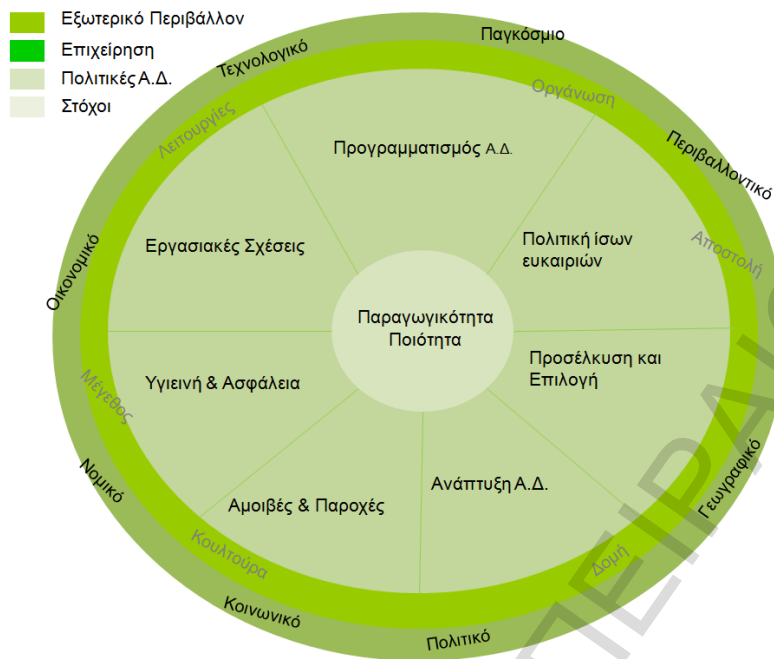 Εξωτερικό Περιβάλλον
Επιχείρηση
Πολιτικές Α.Δ.
Στόχοι
Παγκόσμιο
Τεχνολογικό
Οργάνωση
Λειτουργίες
Περιβαλλοντικό
Προγραμματισμός Α.Δ.
Εργασιακές Σχέσεις
Πολιτική ίσων
ευκαιριών
Αποστολή
Οικονομικό
Παραγωγικότητα
Ποιότητα
Προσέλκυση και
Επιλογή
Υγιεινή & Ασφάλεια
Μέγεθος
Γεωγραφικό
Νομικό
Ανάπτυξη Α.Δ.
Αμοιβές & Παροχές
Κουλτούρα
Δομή
Κοινωνικό
Πολιτικό
ΠΕΙΡΑΙΩ